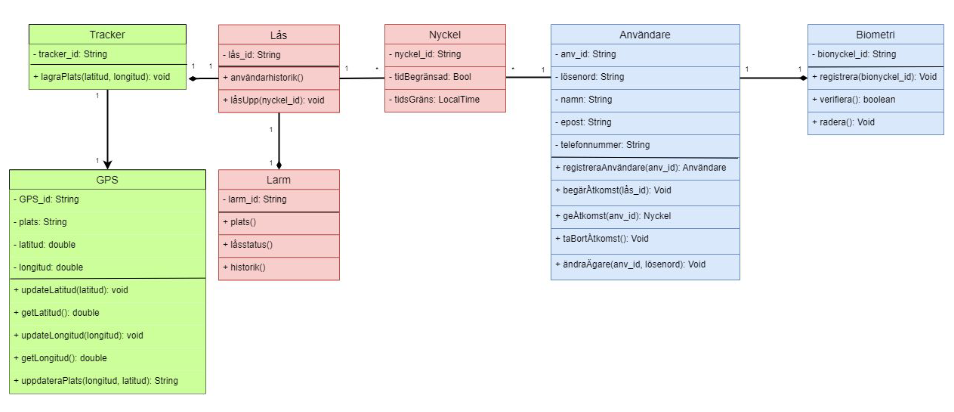 Tracker
- tracker_id: String
+ lagraPlats(latitud, longitud): void
1
1
1
1
Lås
- lås_id: String
+ användarhistorik()
+ låsUpp(nyckel_id): void
1
*
1
1
Nyckel
- nyckel_id: String
- tidBegränsad: Bool
- tidsGräns: LocalTime
*
1
Användare
- anv_id: String
- lösenord: String
- namn: String
- epost: String
- telefonnummer: String
+ registreraAnvändare(anv_id): Användare
+ begärÅtkomst(lås_id): Void
+ geÅtkomst(anv_id): Nyckel
+ taBortÅtkomst(): Void
+ ändraÄgare(anv_id, lösenord): Void
1
1
Biometri
- bionyckel_id: String
+ registrera(bionyckel_id): Void
+ verifiera(): boolean
+ radera(): Void
GPS
- GPS_id: String
- plats: String
- latitud: double
- longitud: double
+ updateLatitud(latitud): void
+ getLatitud(): double
+ updateLongitud(longitud): void
+ getLongitud(): double
+ uppdateraPlats(longitud, latitud): String
Larm
- larm_id: String
+ plats()
+ låsstatus()
+ historik()